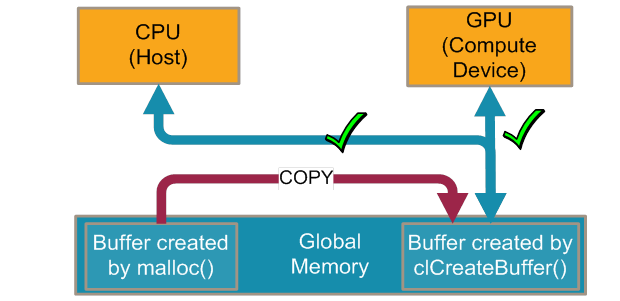 CPU
(Host)
GPU
(Compute
Device)
COPY
Buffer created
by malloc()
Global
Memory
Buffer created by
clCreateBuffer()